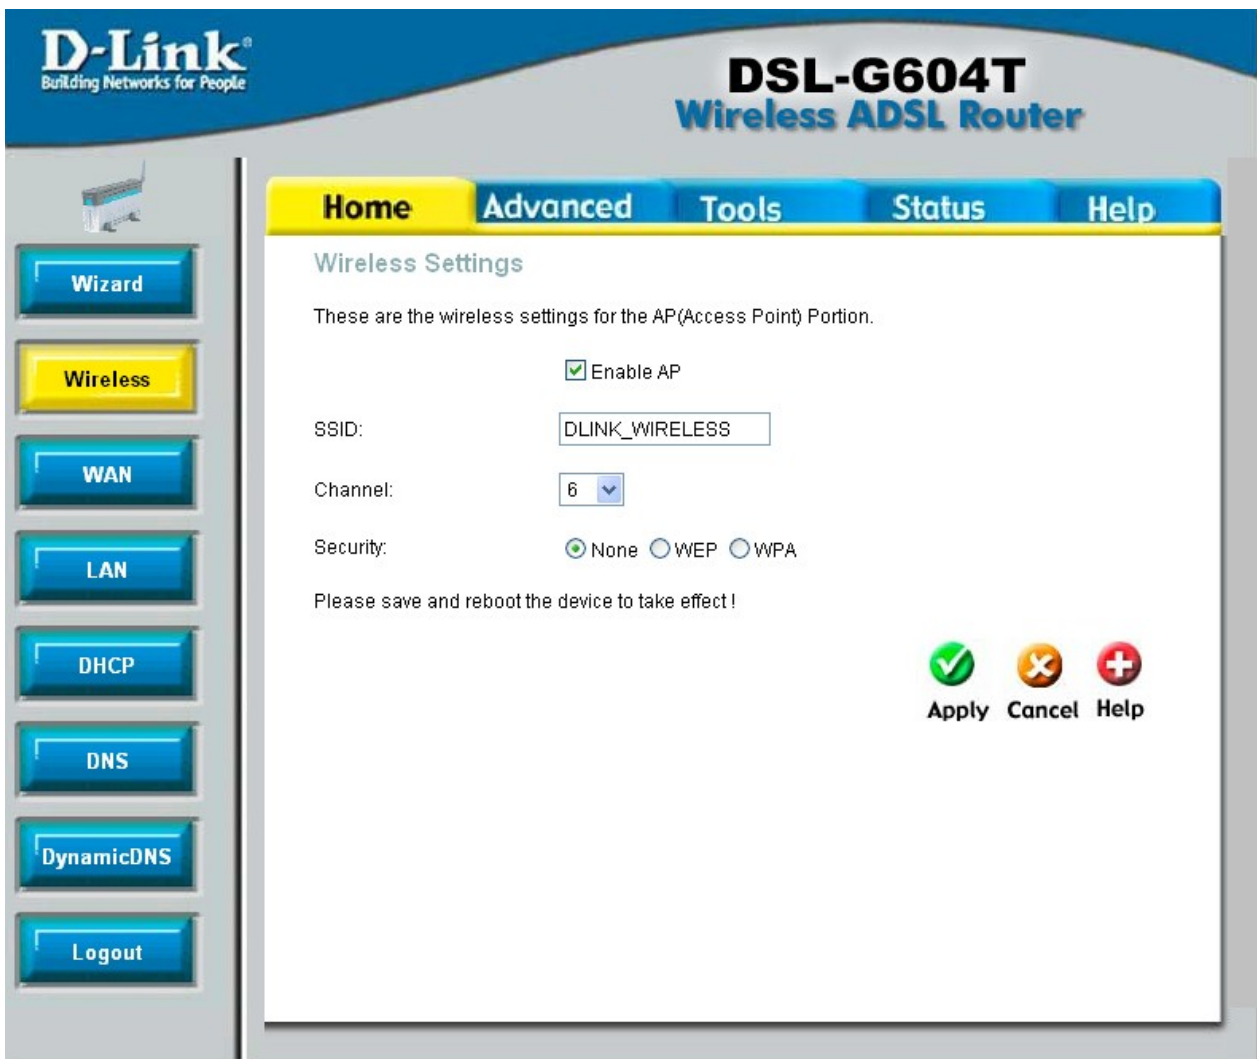 D-Link
Building Networks for People
DSL-G604T
Wireless ADSL Router
Home Advanced Tools Status Help
Wizard
Wireless
WAN
LAN
DHCP
DNS
DynamicDNS
Logout
Wireless Settings
These are the wireless settings for the AP(Access Point) Portion.
Enable AP
SSID: DLINK_WIRELESS
Channel: 6
Security: None WEP WPA
Please save and reboot the device to take effect !
Apply Cancel Help